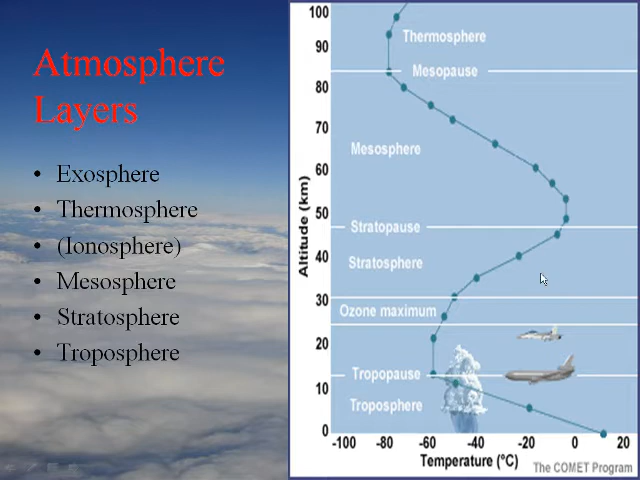 Atmosphere
Layers
• Exosphere
• Thermosphere
• (Ionosphere)
• Mesosphere
• Stratosphere
• Troposphere
100
90
80
70
60
50
40
30
20
10
0
Altitude (km)
Thermosphere
Mesopause
Mesosphere
Stratopause
Stratosphere
Ozone maximum
Tropopause
Troposphere
-100 -80 -60 -40 -20 0 20
Temperature (°C)
The COMET Program